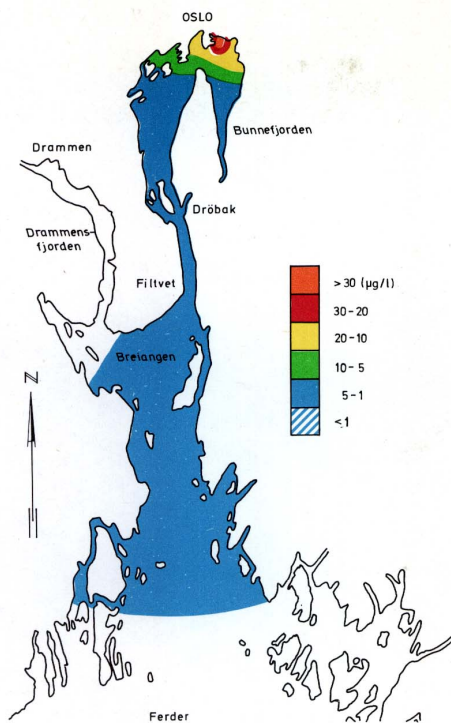 OSLO
Bunnefjorden
Drammen
Dröbak
Drammens-
fjorden
Filtvet
>30 (µg/l)
30-20
20-10
10-5
5-1
<1
Breiangen
N
Ferder